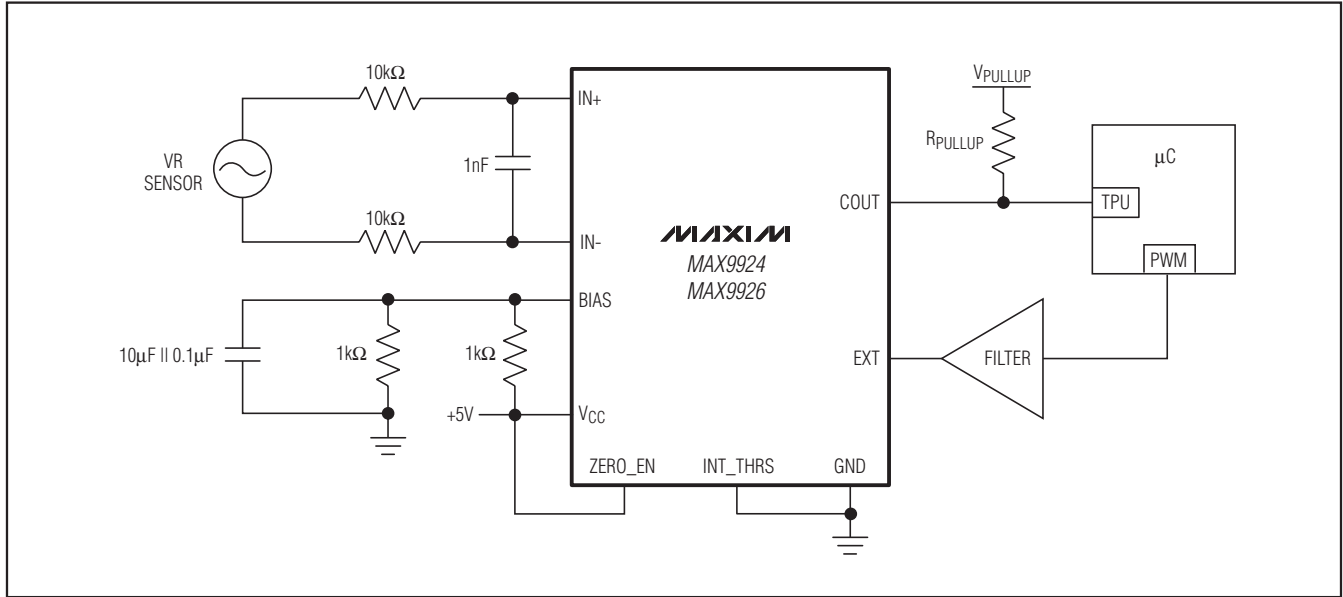 10kΩ
VR
SENSOR
1nF
10kΩ
10µF II 0.1µF
1kΩ
1kΩ
+5V
IN+
IN-
BIAS
VCC
ZERO_EN
INT_THRS
GND
MAXIM
MAX9924
MAX9926
COUT
EXT
VPULLUP
RPULLUP
µC
TPU
PWM
FILTER